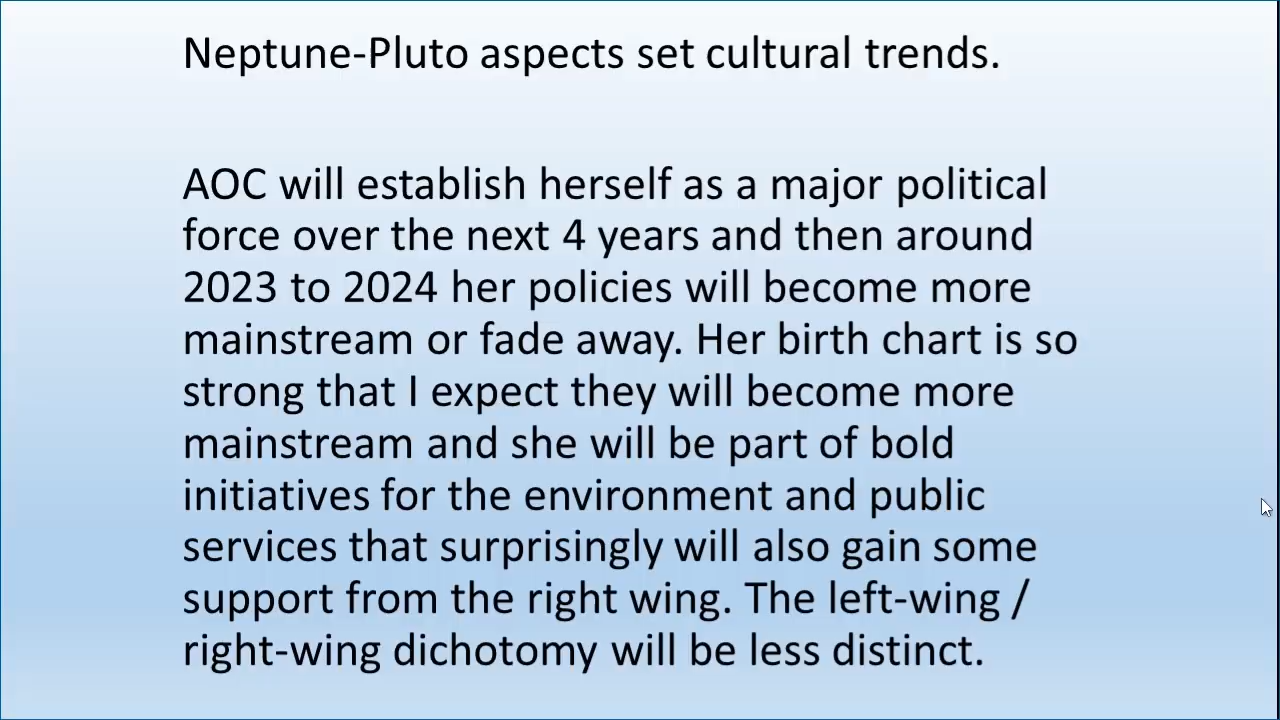 Neptune-Pluto aspects set cultural trends.
AOC will establish herself as a major political
force over the next 4 years and then around
2023 to 2024 her policies will become more
mainstream or fade away. Her birth chart is so
strong that I expect they will become more
mainstream and she will be part of bold
initiatives for the environment and public
services that surprisingly will also gain some
support from the right wing. The left-wing /
right-wing dichotomy will be less distinct.